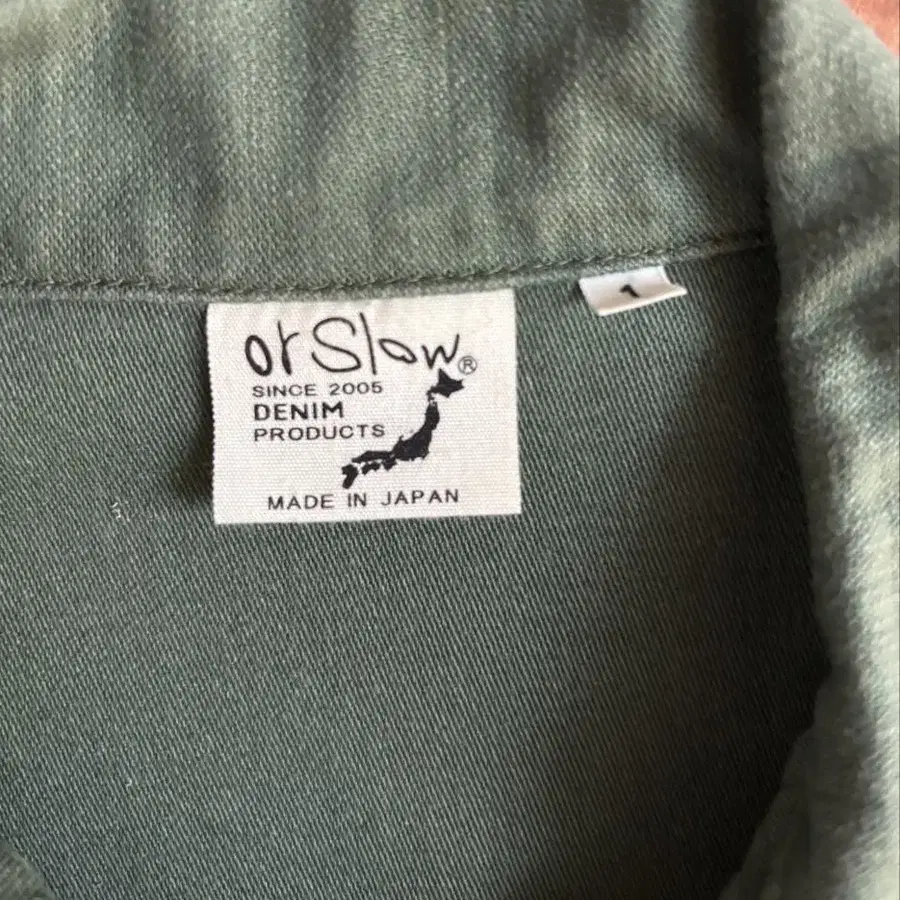 orSlow®
SINCE 2005
DENIM
PRODUCTS
MADE IN JAPAN
1